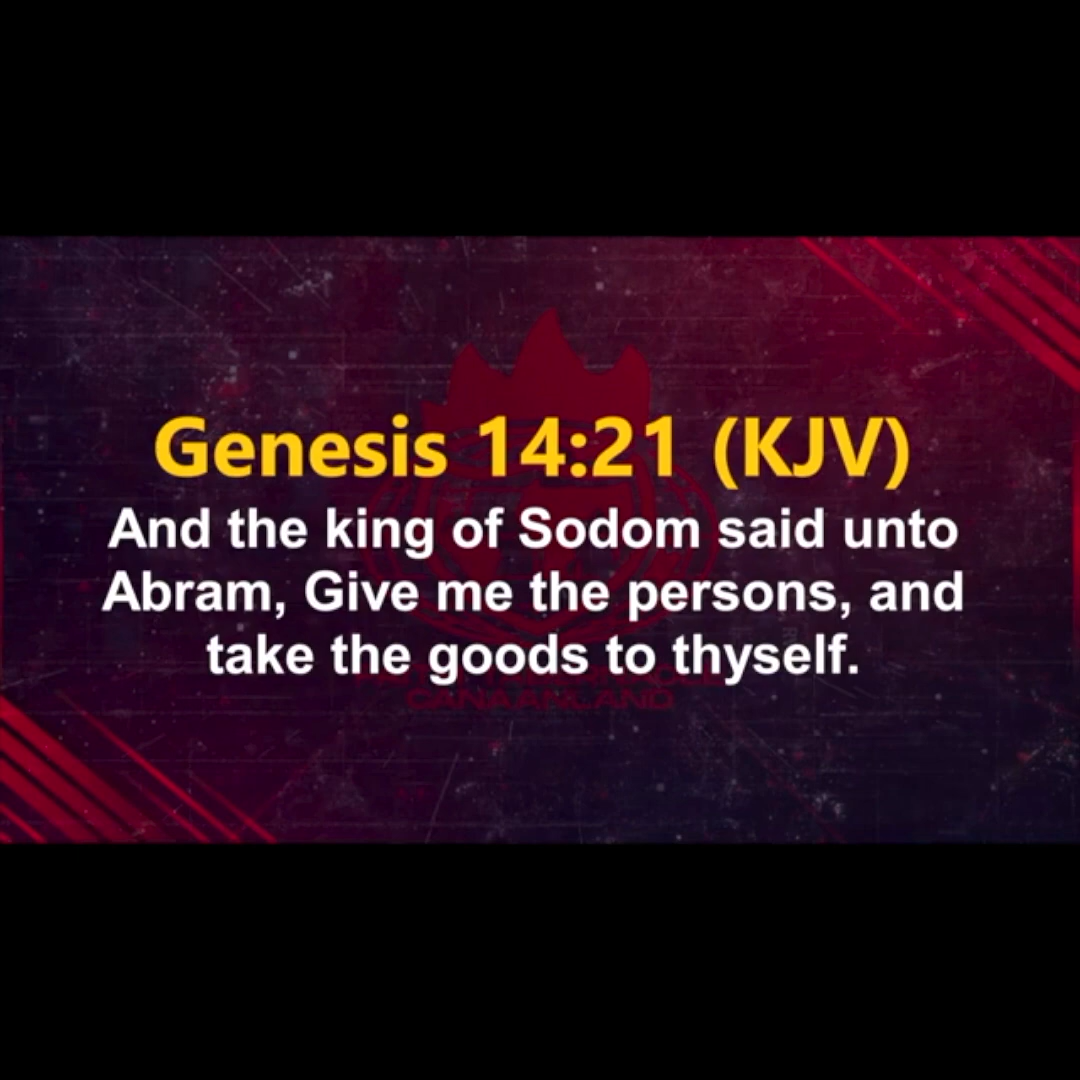 Genesis 14:21 (KJV)
And the king of Sodom said unto
Abram, Give me the persons, and
take the goods to thyself.
CANAANLAND